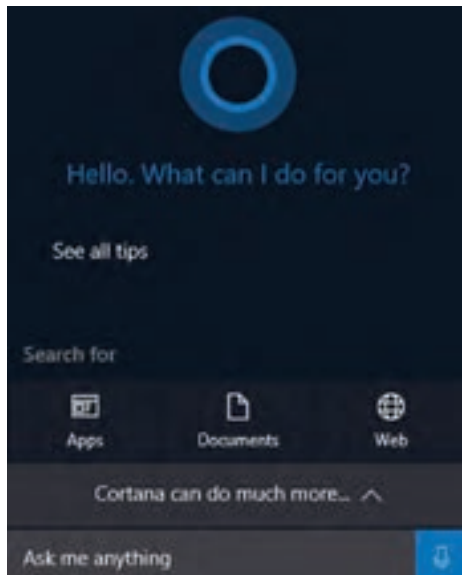 Hello. What can I do for you?
See all tips
Search for
Apps Documents Web
Cortana can do much more...
Ask me anything